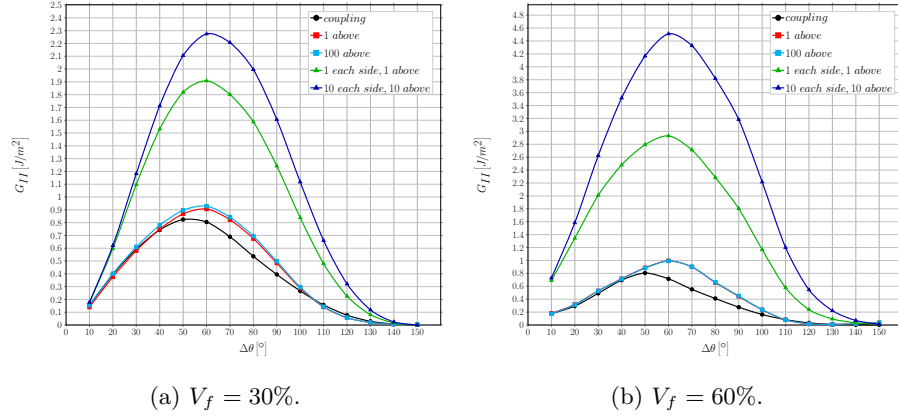 2.5
2.4
2.3
2.2
2.1
2
1.9
1.8
1.7
1.6
1.5
1.4
1.3
1.2
1.1
1
0.9
0.8
0.7
0.6
0.5
0.4
0.3
0.2
0.1
0
G_{II} [J/m²]
0 10 20 30 40 50 60 70 80 90 100 110 120 130 140 150
Δθ [°]
coupling
1 above
100 above
1 each side, 1 above
10 each side, 10 above
(a) V_f = 30%.
4.8
4.6
4.4
4.2
4
3.8
3.6
3.4
3.2
3
2.8
2.6
2.4
2.2
2
1.8
1.6
1.4
1.2
1
0.8
0.6
0.4
0.2
0
G_{II} [J/m²]
0 10 20 30 40 50 60 70 80 90 100 110 120 130 140 150
Δθ [°]
coupling
1 above
100 above
1 each side, 1 above
10 each side, 10 above
(b) V_f = 60%.